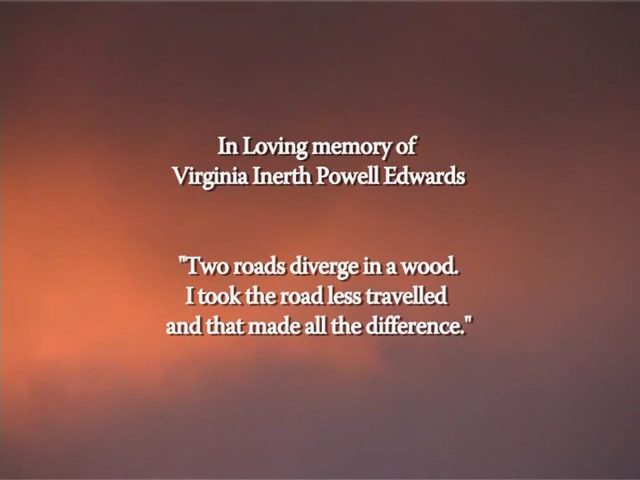 In Loving memory of
Virginia Inerth Powell Edwards
"Two roads diverge in a wood.
I took the road less travelled
and that made all the difference."